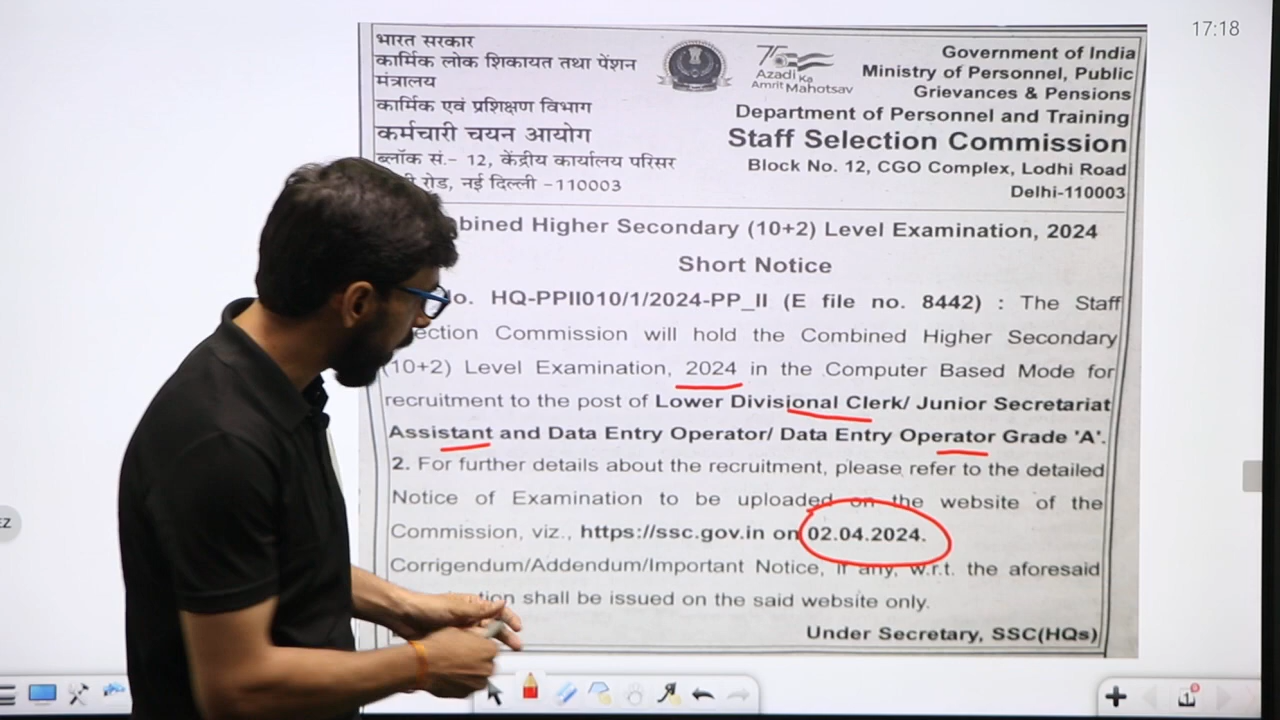 17:18
भारत सरकार
कार्मिक लोक शिकायत तथा पेंशन
मंत्रालय
कार्मिक एवं प्रशिक्षण विभाग
कर्मचारी चयन आयोग
ब्लॉक सं.- 12, केंद्रीय कार्यालय परिसर
रोड, नई दिल्ली -110003
75
Azadi Ka
Amrit Mahotsav
Government of India
Ministry of Personnel, Public
Grievances & Pensions
Department of Personnel and Training
Staff Selection Commission
Block No. 12, CGO Complex, Lodhi Road
Delhi-110003
bined Higher Secondary (10+2) Level Examination, 2024
Short Notice
No. HQ-PPII010/1/2024-PP_II (E file no. 8442) : The Staff
ection Commission will hold the Combined Higher Secondary
(10+2) Level Examination, 2024 in the Computer Based Mode for
recruitment to the post of Lower Divisional Clerk/ Junior Secretariat
Assistant and Data Entry Operator/ Data Entry Operator Grade 'A'.
2. For further details about the recruitment, please refer to the detailed
Notice of Examination to be uploaded on the website of the
Commission, viz., https://ssc.gov.in on 02.04.2024.
Corrigendum/Addendum/Important Notice, if any, w.r.t. the aforesaid
tion shall be issued on the said website only.
Under Secretary, SSC(HQs)
EZ
1